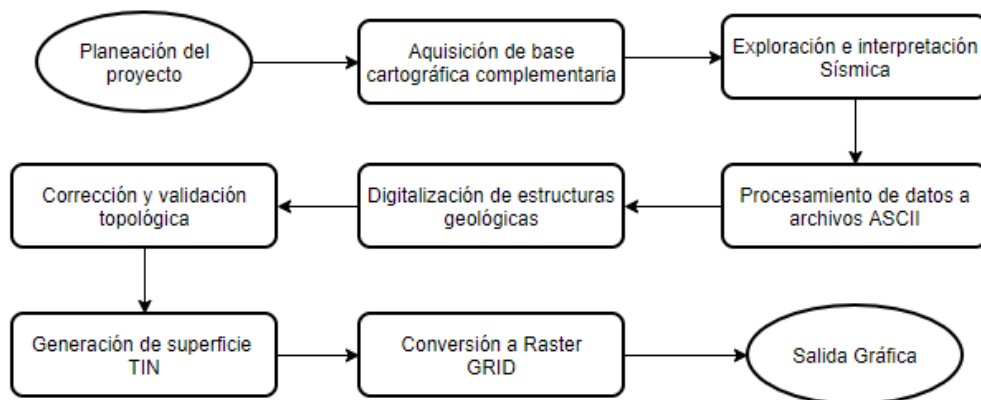 Planeación del
proyecto
Aquisición de base
cartográfica complementaria
Exploración e interpretación
Sísmica
Procesamiento de datos a
archivos ASCII
Digitalización de estructuras
geológicas
Corrección y validación
topológica
Generación de superficie
TIN
Conversión a Raster
GRID
Salida Gráfica